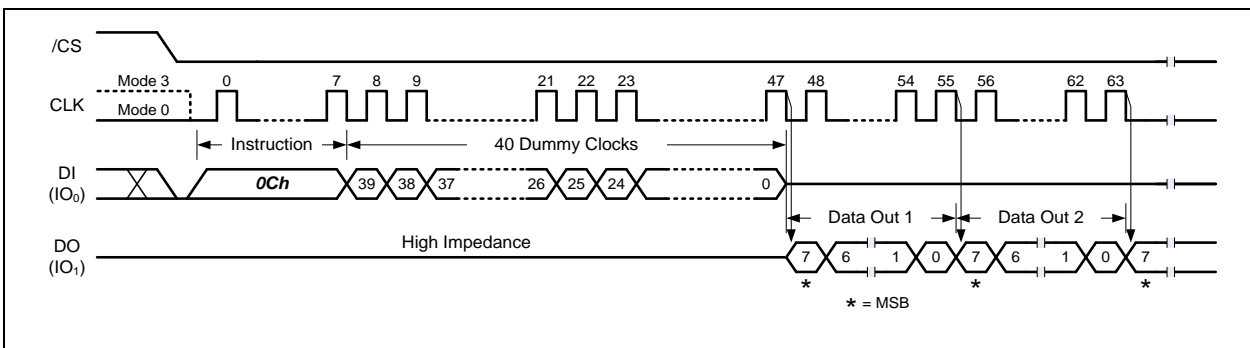 /CS
Mode 3 0 7 8 9 21 22 23 47 48 54 55 56 62 63
CLK
Mode 0
Instruction 40 Dummy Clocks
DI
(IO0)
0Ch 39 38 37 26 25 24 0
Data Out 1 Data Out 2
DO
(IO1)
High Impedance
7 6 1 0 7 6 1 0 7
* * *
* = MSB